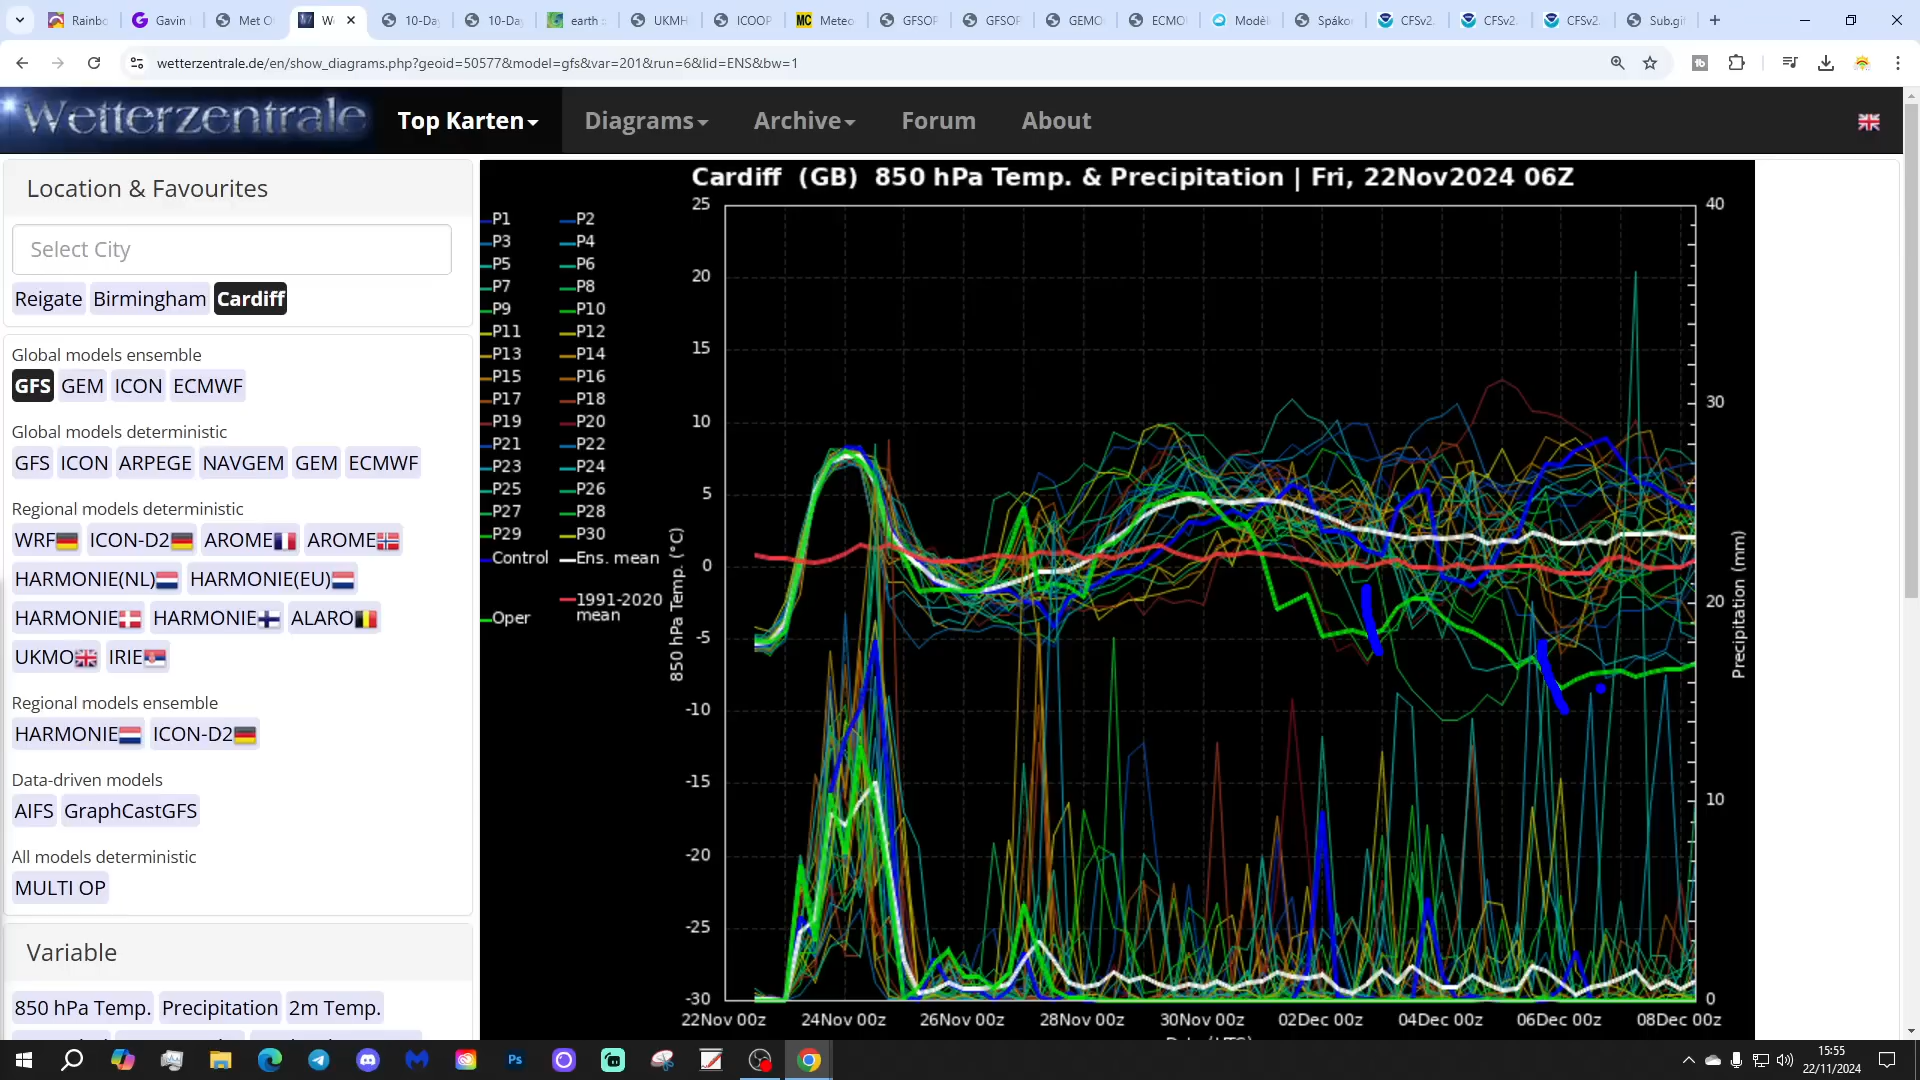 Rainbo
Gavin
Met O
W
10-Da
10-Da
earth
UKMH
ICOOP
MC Meteo
GFSOP
GFSOP
GEMO
ECMO
Modèl
Spáko
CFSv2
CFSv2
CFSv2
Sub.gi
wetterzentrale.de/en/show_diagrams.php?geoid=50577&model=gfs&var=201&run=6&lid=ENS&bw=1
Wetterzentrale
Top Karten
Diagrams
Archive
Forum
About
Location & Favourites
Select City
Reigate Birmingham Cardiff
Global models ensemble
GFS GEM ICON ECMWF
Global models deterministic
GFS ICON ARPEGE NAVGEM GEM ECMWF
Regional models deterministic
WRF ICON-D2 AROME AROME
HARMONIE(NL) HARMONIE(EU)
HARMONIE HARMONIE ALARO
UKMO IRIE
Regional models ensemble
HARMONIE ICON-D2
Data-driven models
AIFS GraphCastGFS
All models deterministic
MULTI OP
Variable
850 hPa Temp. Precipitation 2m Temp.
Cardiff (GB) 850 hPa Temp. & Precipitation | Fri, 22Nov2024 06Z
P1 P2
P3 P4
P5 P6
P7 P8
P9 P10
P11 P12
P13 P14
P15 P16
P17 P18
P19 P20
P21 P22
P23 P24
P25 P26
P27 P28
P29 P30
Control Ens. mean
Oper 1991-2020
mean
850 hPa Temp. (°C)
25
20
15
10
5
0
-5
-10
-15
-20
-25
-30
40
30
20
10
0
Precipitation (mm)
22Nov 00z 24Nov 00z 26Nov 00z 28Nov 00z 30Nov 00z 02Dec 00z 04Dec 00z 06Dec 00z 08Dec 00z
Ps
15:55
22/11/2024